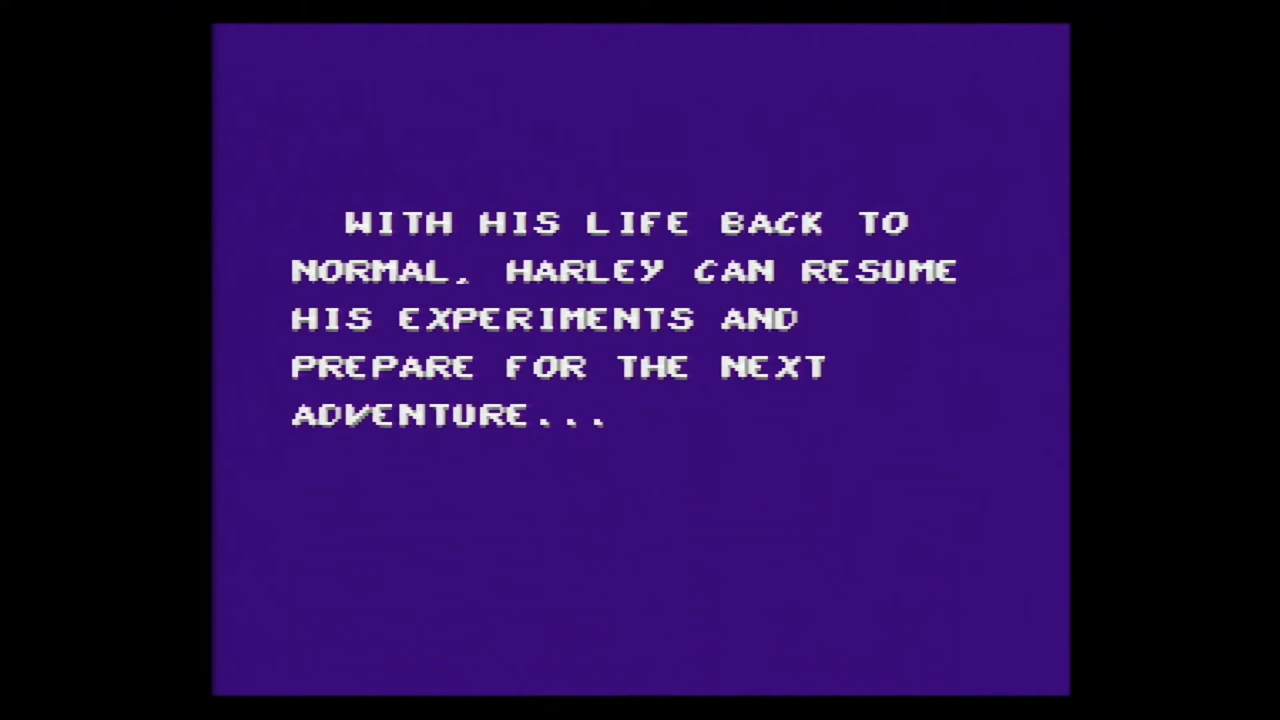 WITH HIS LIFE BACK TO
NORMAL, HARLEY CAN RESUME
HIS EXPERIMENTS AND
PREPARE FOR THE NEXT
ADVENTURE...